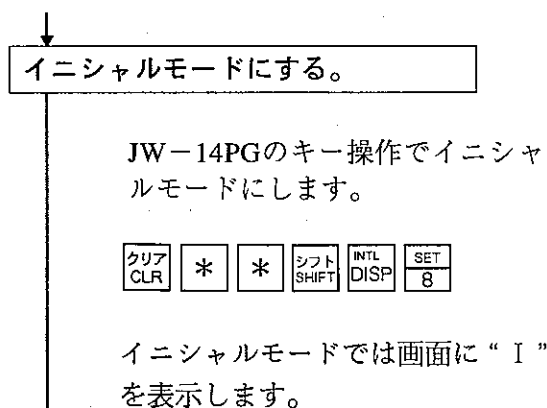 イニシャルモードにする。
JW－14PGのキー操作でイニシャ
ルモードにします。
クリア CLR * * シフト SHIFT INTL DISP SET 8
イニシャルモードでは画面に“Ｉ”
を表示します。